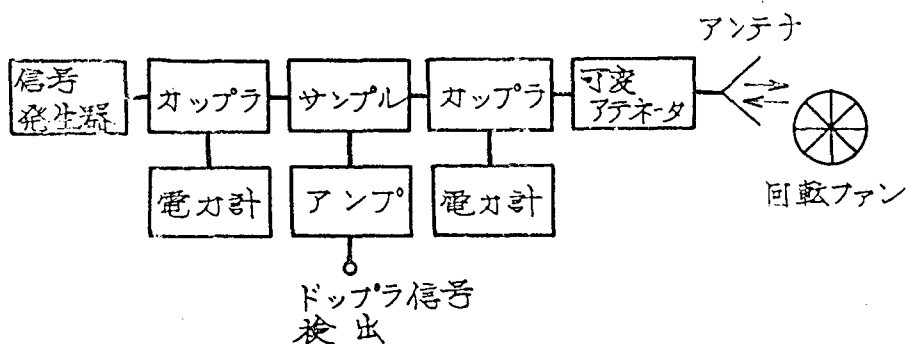 アンテナ
信号
発生器
カップラ
サンプル
カップラ
可変
アテネータ
電力計
アンプ
電力計
回転ファン
ドップラ信号
検出